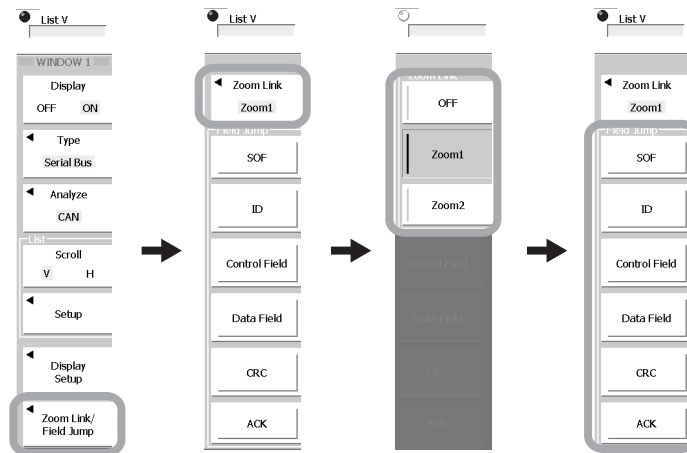 List V
WINDOW 1
Display
OFF ON
Type
Serial Bus
Analyze
CAN
List
Scroll
V H
Setup
Display
Setup
Zoom Link/
Field Jump
List V
Zoom Link
Zoom1
Field Jump
SOF
ID
Control Field
Data Field
CRC
ACK
Zoom Link
OFF
Zoom1
Zoom2
Control Field
Data Field
CRC
ACK
List V
Zoom Link
Zoom1
Field Jump
SOF
ID
Control Field
Data Field
CRC
ACK